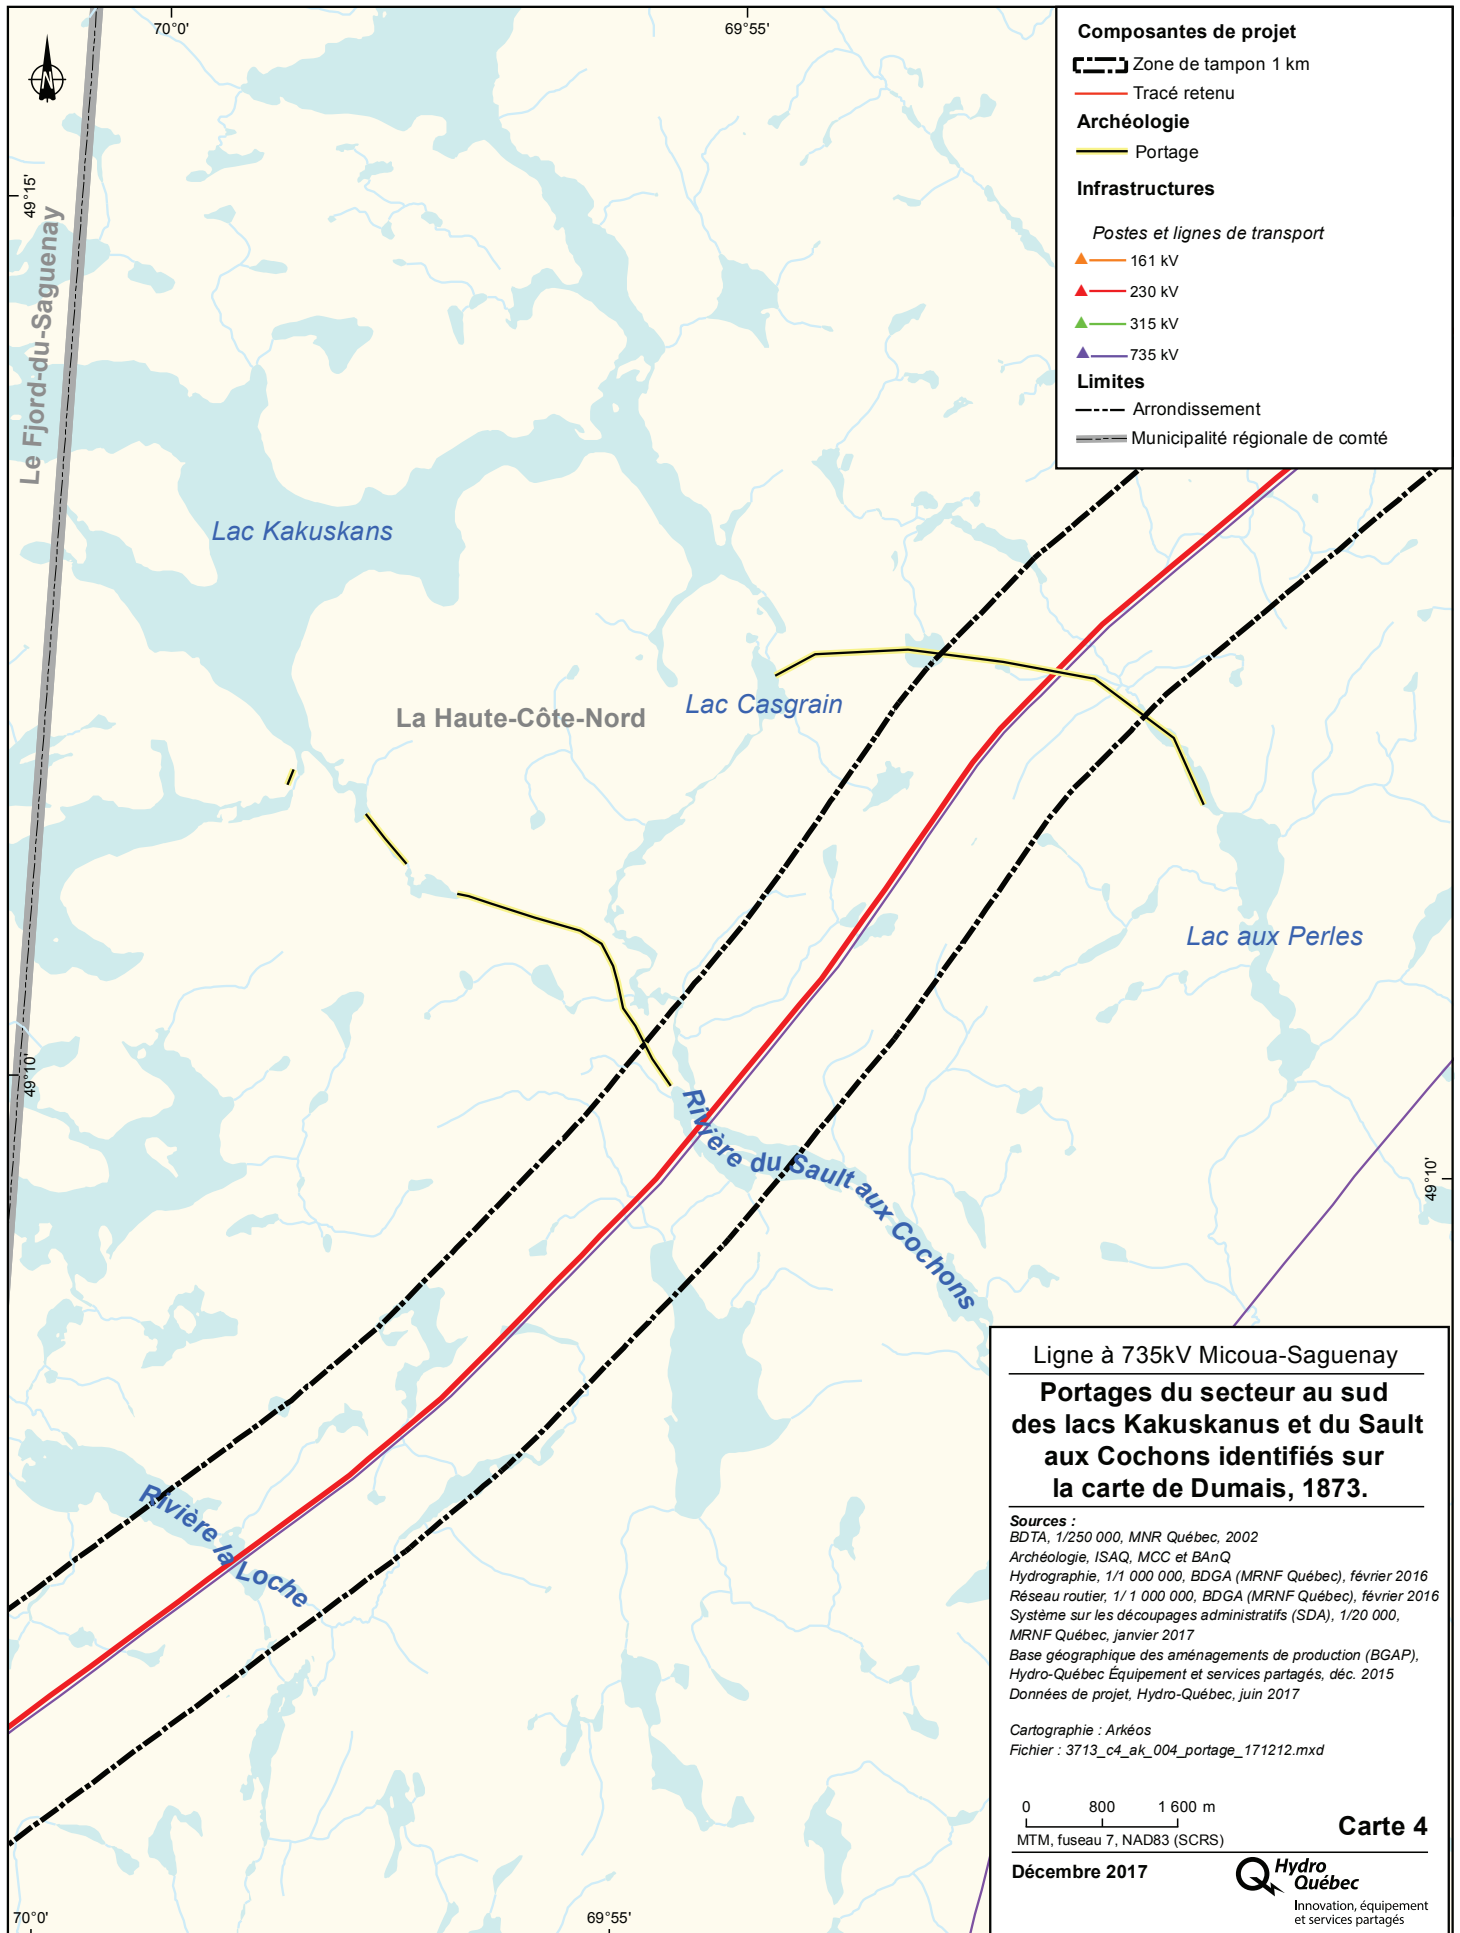 70°0'
69°55'
49°15'
Le Fjord-du-Saguenay
Composantes de projet
Zone de tampon 1 km
Tracé retenu
Archéologie
Portage
Infrastructures
Postes et lignes de transport
161 kV
230 kV
315 kV
735 kV
Limites
Arrondissement
Municipalité régionale de comté
Lac Kakuskans
La Haute-Côte-Nord
Lac Casgrain
Lac aux Perles
49°10'
Rivière du Sault aux Cochons
49°10'
Rivière la Loche
Ligne à 735kV Micoua-Saguenay
Portages du secteur au sud
des lacs Kakuskanus et du Sault
aux Cochons identifiés sur
la carte de Dumais, 1873.
Sources :
BDTA, 1/250 000, MNR Québec, 2002
Archéologie, ISAQ, MCC et BAnQ
Hydrographie, 1/1 000 000, BDGA (MRNF Québec), février 2016
Réseau routier, 1/ 1 000 000, BDGA (MRNF Québec), février 2016
Système sur les découpages administratifs (SDA), 1/20 000,
MRNF Québec, janvier 2017
Base géographique des aménagements de production (BGAP),
Hydro-Québec Équipement et services partagés, déc. 2015
Données de projet, Hydro-Québec, juin 2017
Cartographie : Arkéos
Fichier : 3713_c4_ak_004_portage_171212.mxd
0 800 1 600 m
MTM, fuseau 7, NAD83 (SCRS)
Carte 4
Décembre 2017
Hydro
Québec
Innovation, équipement
et services partagés
70°0'
69°55'